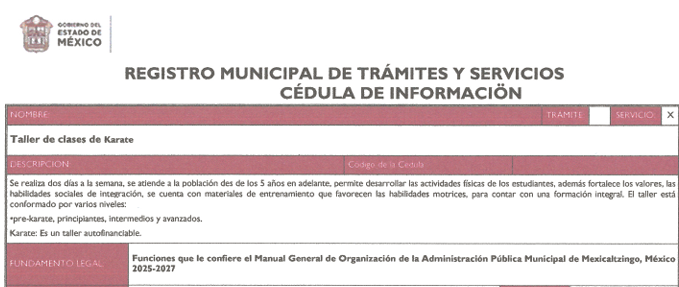 GOBIERNO DEL
ESTADO DE
MÉXICO
REGISTRO MUNICIPAL DE TRÁMITES Y SERVICIOS
CÉDULA DE INFORMACIÖN
NOMBRE: TRAMITE: SERVICIO: X
Taller de clases de Karate
DESCRIPCION: Código de la Cédula
Se realiza dos días a la semana, se atiende a la población des de los 5 años en adelante, permite desarrollar las actividades físicas de los estudiantes, además fortalece los valores, las
habilidades sociales de integración, se cuenta con materiales de entrenamiento que favorecen las habilidades motrices, para contar con una formación integral. El taller está
conformado por varios niveles:
•pre-karate, principiantes, intermedios y avanzados.
Karate: Es un taller autofinanciable.
FUNDAMENTO LEGAL: Funciones que le confiere el Manual General de Organización de la Administración Pública Municipal de Mexicaltzingo, México
2025-2027